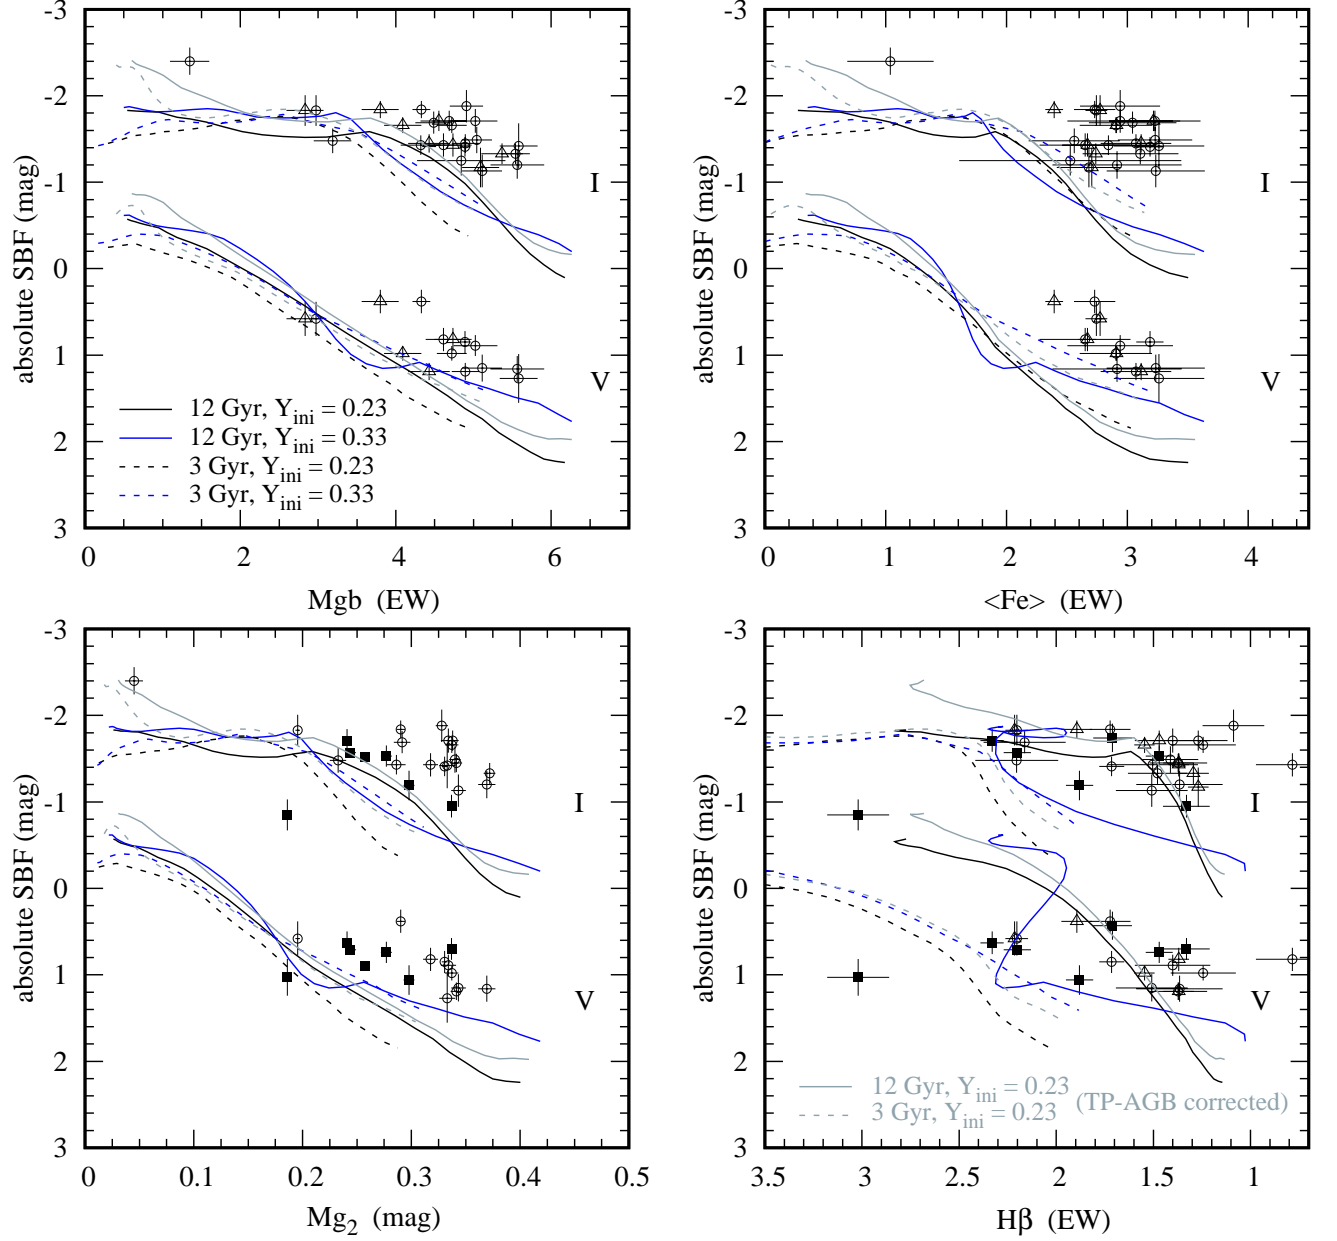 -3
-2
-1
0
1
2
3
absolute SBF (mag)
I
V
12 Gyr, Y_ini = 0.23
12 Gyr, Y_ini = 0.33
3 Gyr, Y_ini = 0.23
3 Gyr, Y_ini = 0.33
0 2 4 6
Mgb (EW)
-3
-2
-1
0
1
2
3
absolute SBF (mag)
I
V
0 1 2 3 4
<Fe> (EW)
-3
-2
-1
0
1
2
3
absolute SBF (mag)
I
V
0 0.1 0.2 0.3 0.4 0.5
Mg_2 (mag)
-3
-2
-1
0
1
2
3
absolute SBF (mag)
I
V
12 Gyr, Y_ini = 0.23
3 Gyr, Y_ini = 0.23
(TP-AGB corrected)
3.5 3 2.5 2 1.5 1
Hβ (EW)